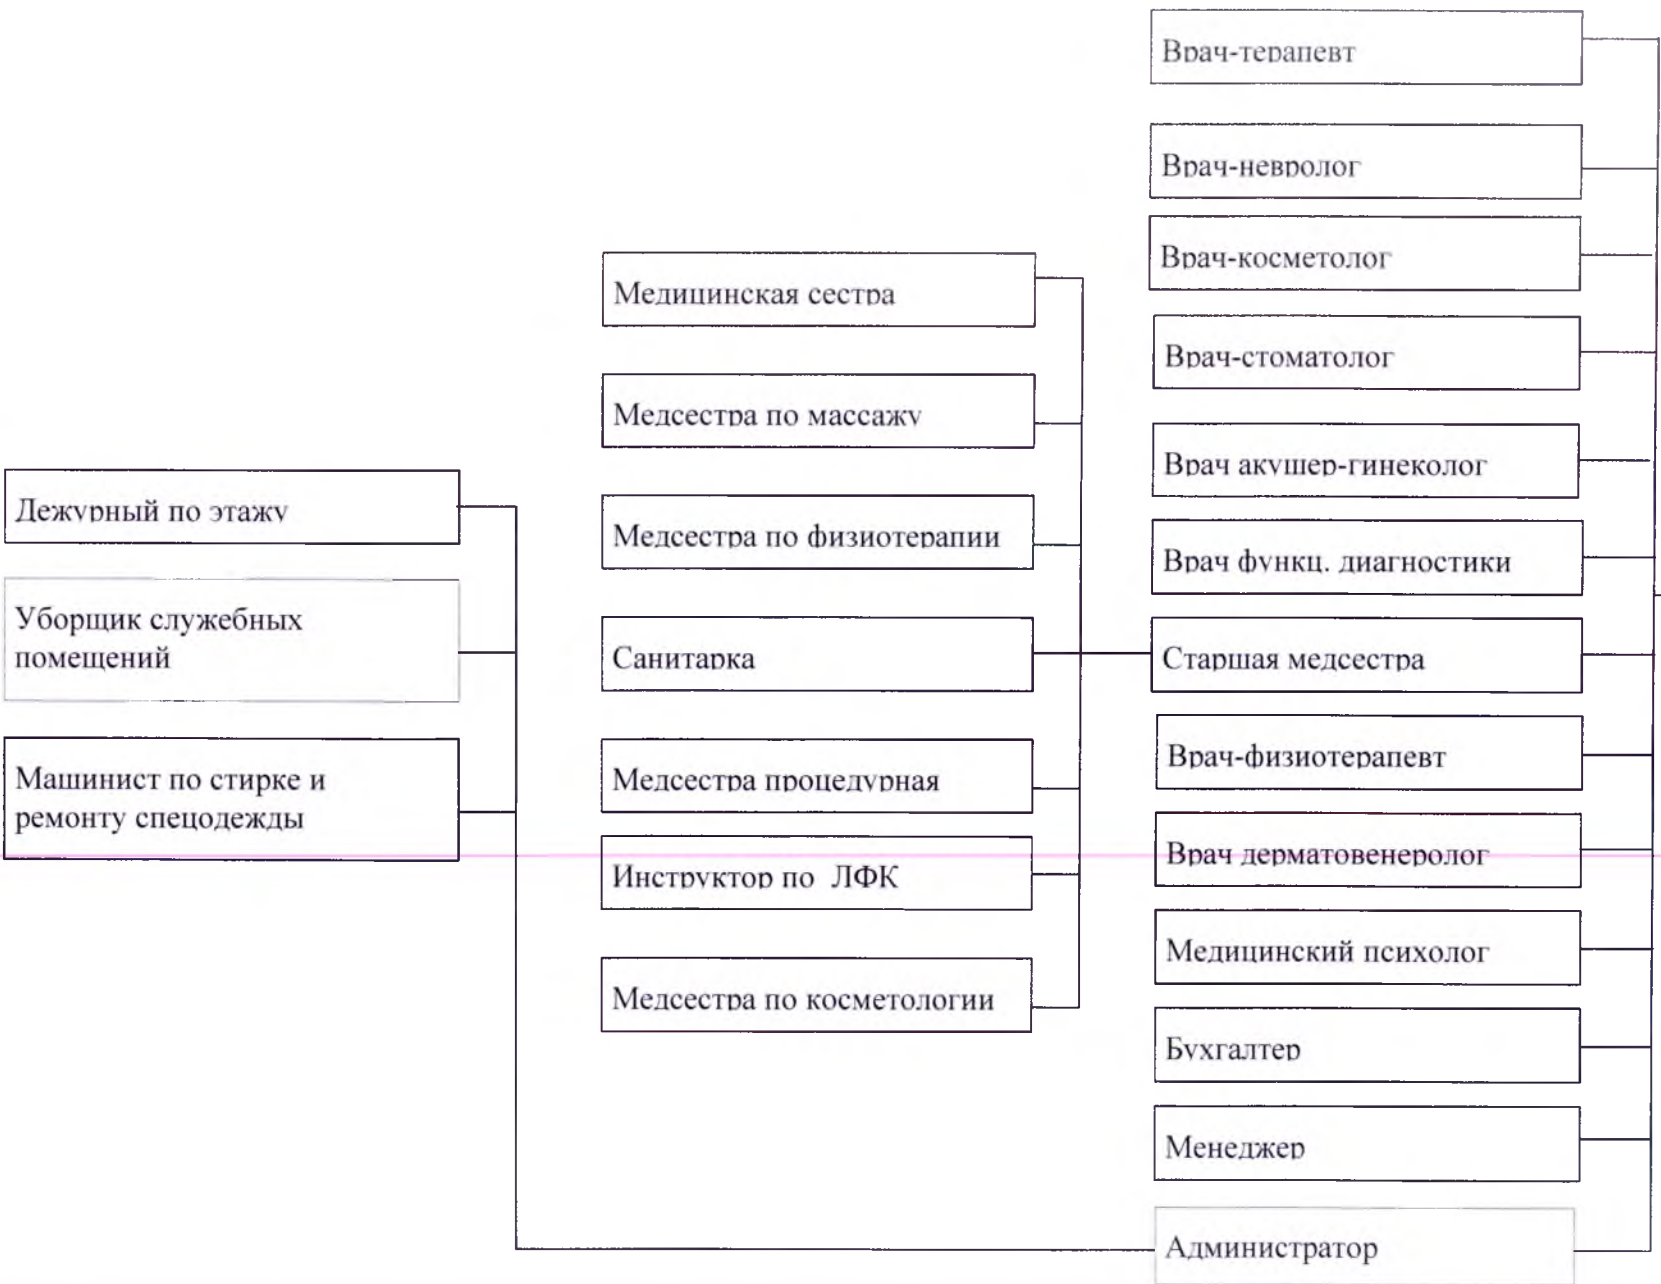 Врач-терапевт
Врач-невролог
Врач-косметолог
Врач-стоматолог
Врач акушер-гинеколог
Врач функц. диагностики
Старшая медсестра
Врач-физиотерапевт
Врач дерматовенеролог
Медицинский психолог
Бухгалтер
Менеджер
Администратор
Медицинская сестра
Медсестра по массажу
Медсестра по физиотерапии
Санитарка
Медсестра процедурная
Инструктор по ЛФК
Медсестра по косметологии
Дежурный по этажу
Уборщик служебных
помещений
Машинист по стирке и
ремонту спецодежды